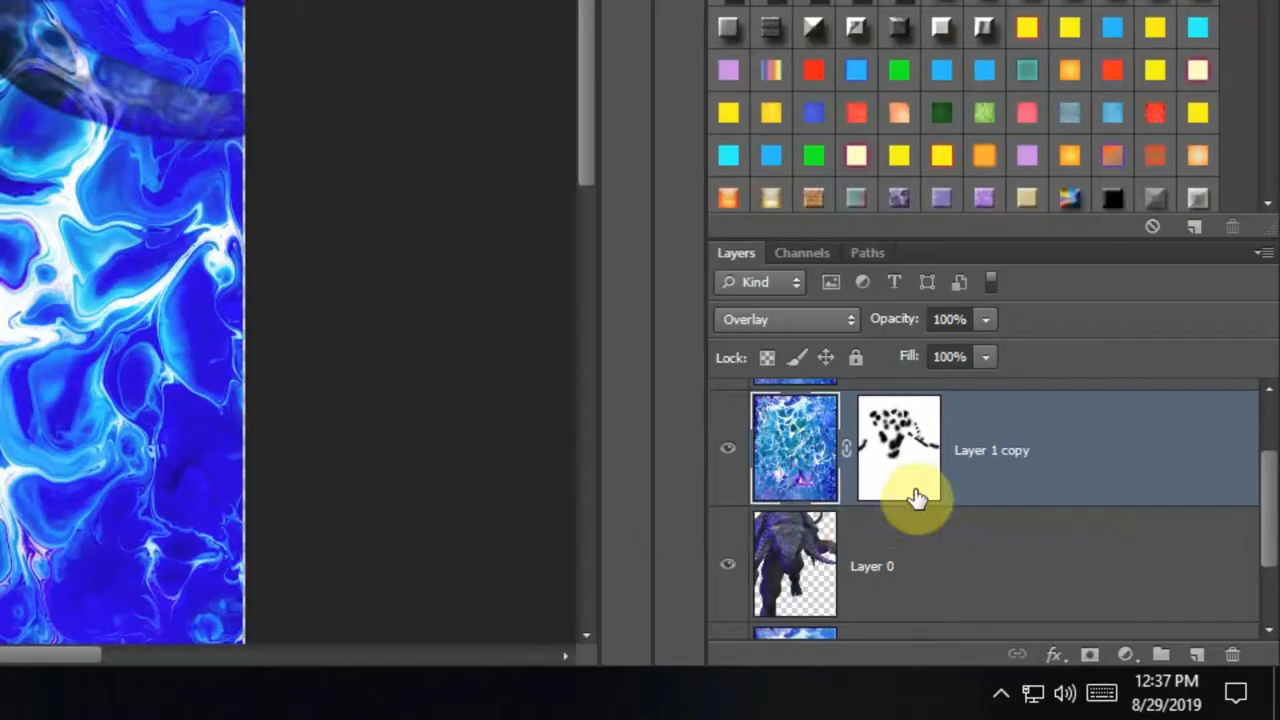 Layers Channels Paths
Kind T
Overlay Opacity: 100%
Lock: Fill: 100%
Layer 1 copy
Layer 0
fx
12:37 PM
8/29/2019